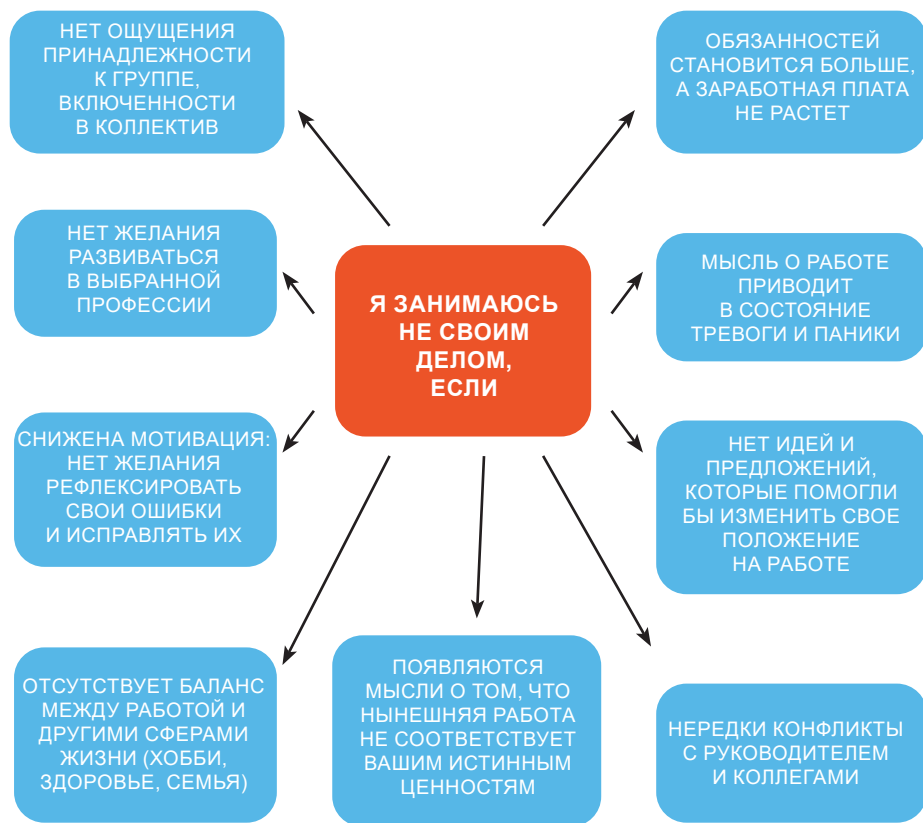 НЕТ ОЩУЩЕНИЯ
ПРИНАДЛЕЖНОСТИ
К ГРУППЕ,
ВКЛЮЧЕННОСТИ
В КОЛЛЕКТИВ
ОБЯЗАННОСТЕЙ
СТАНОВИТСЯ БОЛЬШЕ,
А ЗАРАБОТНАЯ ПЛАТА
НЕ РАСТЕТ
НЕТ ЖЕЛАНИЯ
РАЗВИВАТЬСЯ
В ВЫБРАННОЙ
ПРОФЕССИИ
Я ЗАНИМАЮСЬ
НЕ СВОИМ
ДЕЛОМ,
ЕСЛИ
МЫСЛЬ О РАБОТЕ
ПРИВОДИТ
В СОСТОЯНИЕ
ТРЕВОГИ И ПАНИКИ
СНИЖЕНА МОТИВАЦИЯ:
НЕТ ЖЕЛАНИЯ
РЕФЛЕКСИРОВАТЬ
СВОИ ОШИБКИ
И ИСПРАВЛЯТЬ ИХ
НЕТ ИДЕЙ И
ПРЕДЛОЖЕНИЙ,
КОТОРЫЕ ПОМОГЛИ
БЫ ИЗМЕНИТЬ СВОЕ
ПОЛОЖЕНИЕ
НА РАБОТЕ
ОТСУТСТВУЕТ БАЛАНС
МЕЖДУ РАБОТОЙ И
ДРУГИМИ СФЕРАМИ
ЖИЗНИ (ХОББИ,
ЗДОРОВЬЕ, СЕМЬЯ)
ПОЯВЛЯЮТСЯ
МЫСЛИ О ТОМ, ЧТО
НЫНЕШНЯЯ РАБОТА
НЕ СООТВЕТСТВУЕТ
ВАШИМ ИСТИННЫМ
ЦЕННОСТЯМ
НЕРЕДКИ КОНФЛИКТЫ
С РУКОВОДИТЕЛЕМ
И КОЛЛЕГАМИ